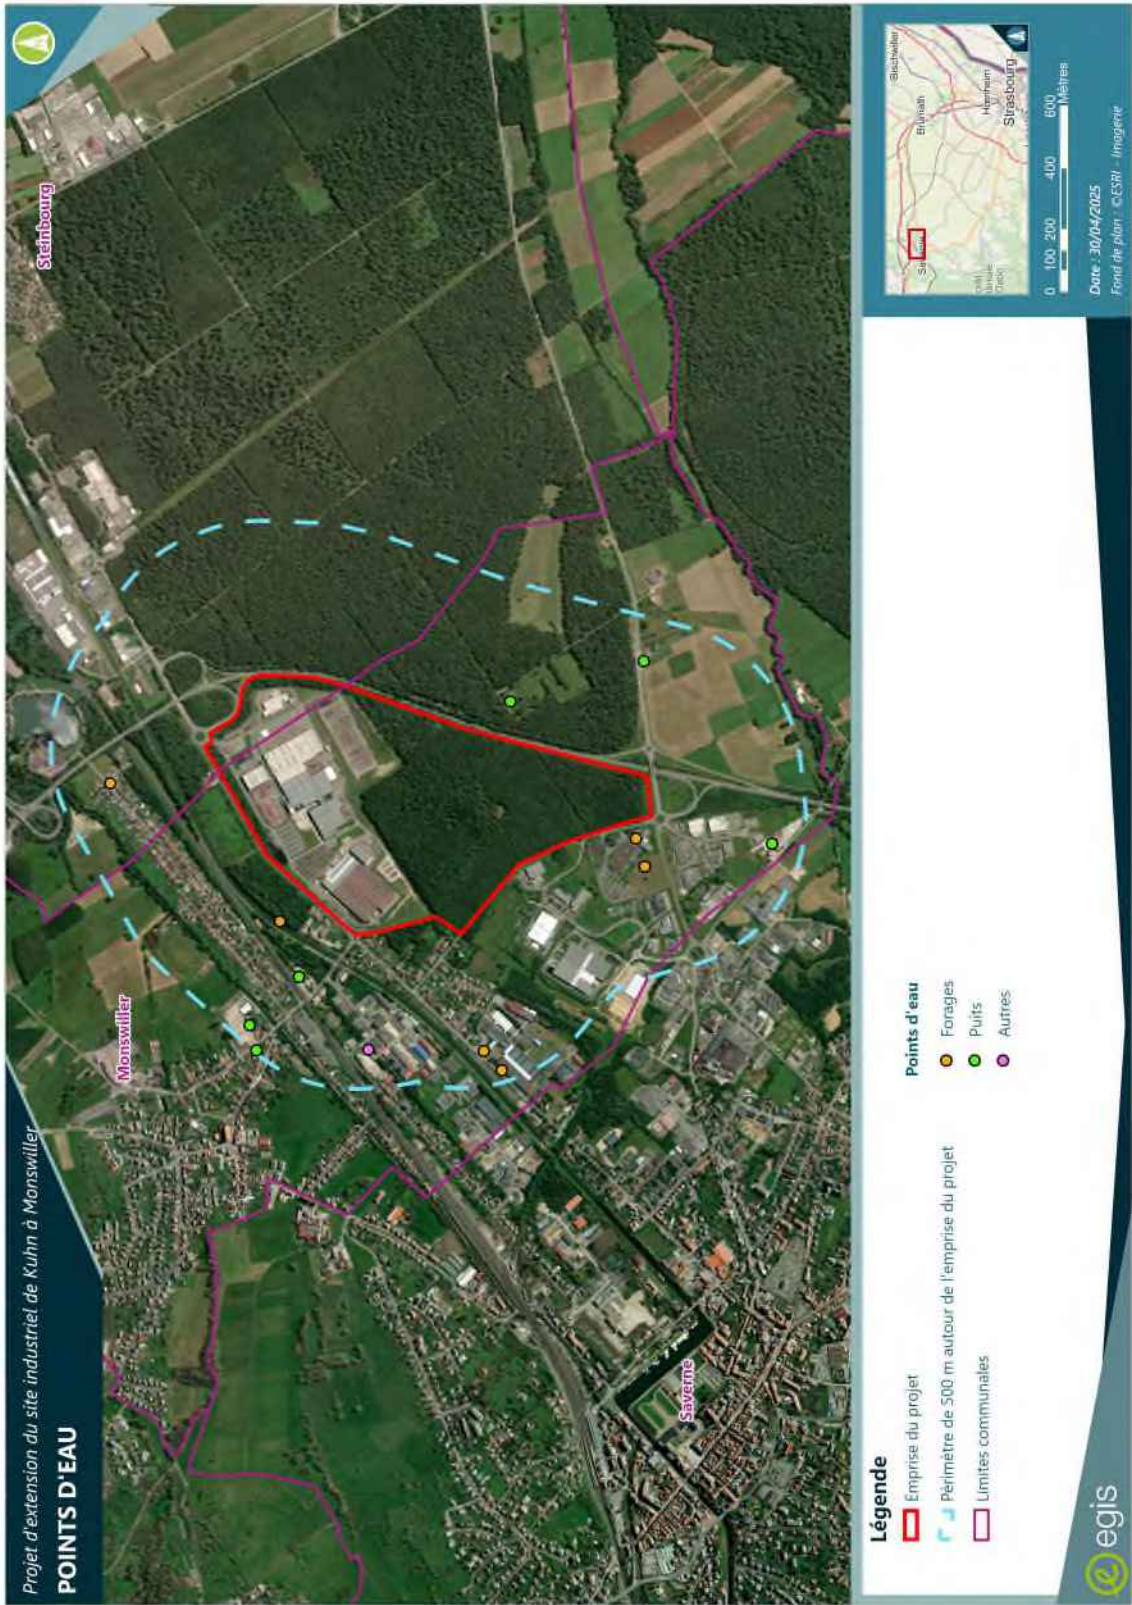 Projet d'extension du site industriel de Kuhn à Monswiller
POINTS D'EAU
Steinbourg
Monswiller
Saverne
Légende
Emprise du projet
Périmètre de 500 m autour de l'emprise du projet
Limites communales
Points d'eau
Forages
Puits
Autres
Bischwiller
Brumath
Hœnheim
Strasbourg
0 100 200 400 600
Mètres
Date : 30/04/2025
Fond de plan : ©ESRI - Imagerie
egis